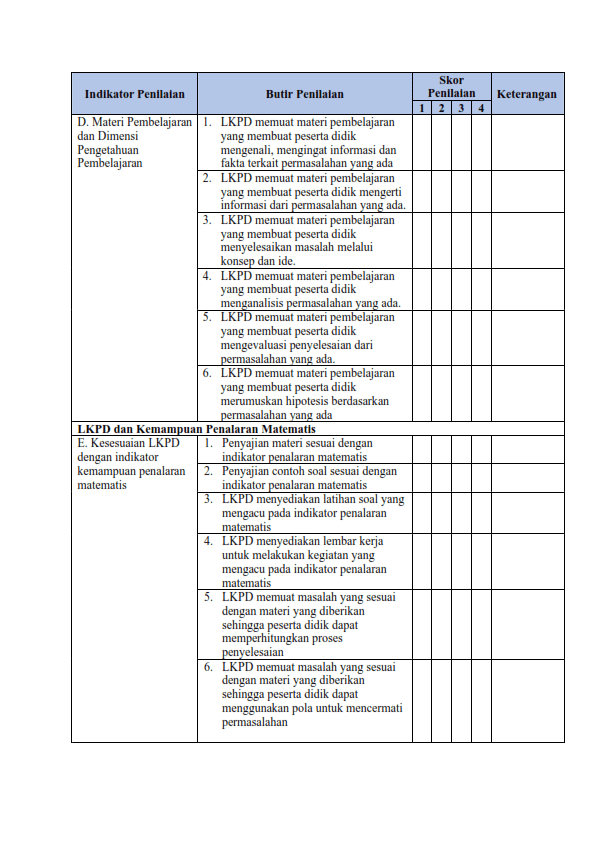 Indikator Penilaian
Butir Penilaian
Skor
Penilaian
Keterangan
1 2 3 4
D. Materi Pembelajaran
dan Dimensi
Pengetahuan
Pembelajaran
1. LKPD memuat materi pembelajaran
yang membuat peserta didik
mengenali, mengingat informasi dan
fakta terkait permasalahan yang ada
2. LKPD memuat materi pembelajaran
yang membuat peserta didik mengerti
informasi dari permasalahan yang ada.
3. LKPD memuat materi pembelajaran
yang membuat peserta didik
menyelesaikan masalah melalui
konsep dan ide.
4. LKPD memuat materi pembelajaran
yang membuat peserta didik
menganalisis permasalahan yang ada.
5. LKPD memuat materi pembelajaran
yang membuat peserta didik
mengevaluasi penyelesaian dari
permasalahan yang ada.
6. LKPD memuat materi pembelajaran
yang membuat peserta didik
merumuskan hipotesis berdasarkan
permasalahan yang ada
LKPD dan Kemampuan Penalaran Matematis
E. Kesesuaian LKPD
dengan indikator
kemampuan penalaran
matematis
1. Penyajian materi sesuai dengan
indikator penalaran matematis
2. Penyajian contoh soal sesuai dengan
indikator penalaran matematis
3. LKPD menyediakan latihan soal yang
mengacu pada indikator penalaran
matematis
4. LKPD menyediakan lembar kerja
untuk melakukan kegiatan yang
mengacu pada indikator penalaran
matematis
5. LKPD memuat masalah yang sesuai
dengan materi yang diberikan
sehingga peserta didik dapat
memperhitungkan proses
penyelesaian
6. LKPD memuat masalah yang sesuai
dengan materi yang diberikan
sehingga peserta didik dapat
menggunakan pola untuk mencermati
permasalahan